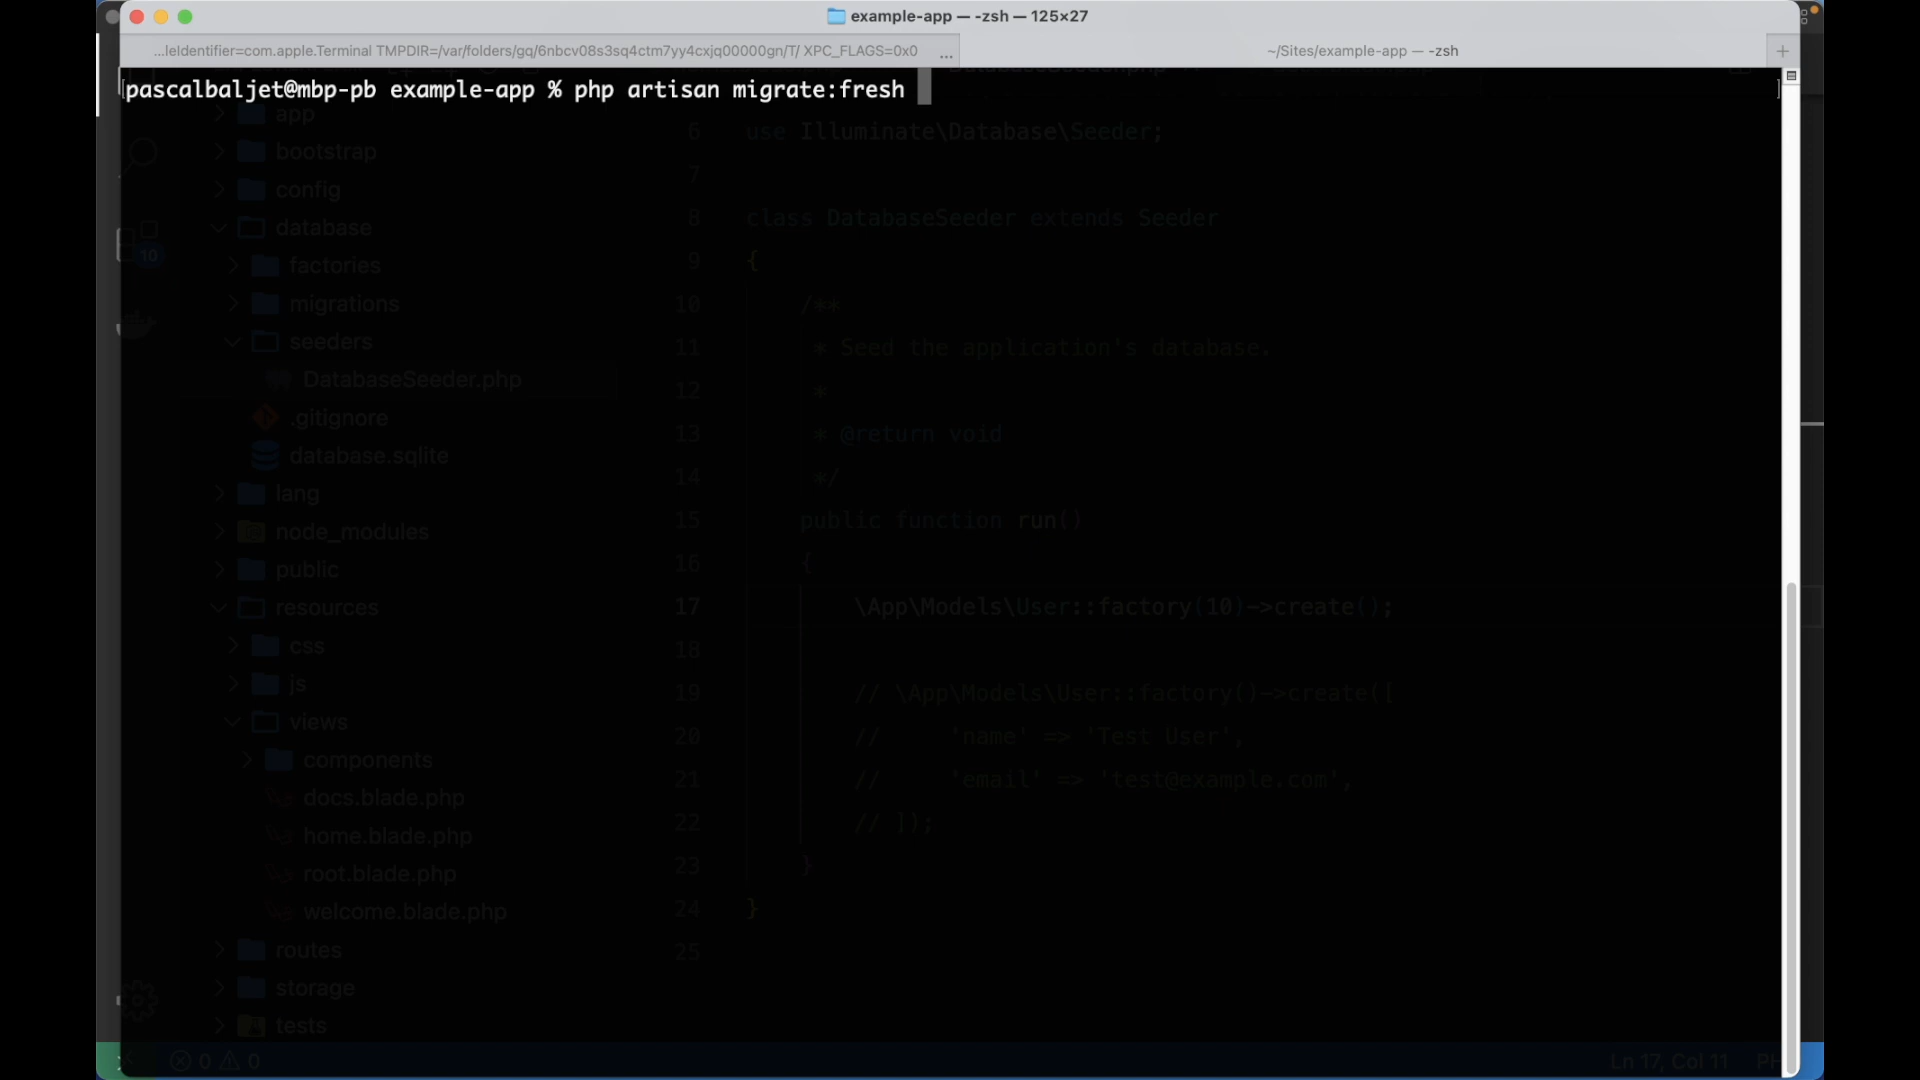 example-app — -zsh — 125×27
...leIdentifier=com.apple.Terminal TMPDIR=/var/folders/gq/6nbcv08s3sq4ctm7yy4cxjq00000gn/T/ XPC_FLAGS=0x0 ...
~/Sites/example-app — -zsh
+
[pascalbaljet@mbp-pb example-app % php artisan migrate:fresh ]
app
bootstrap
config
database
factories
migrations
seeders
DatabaseSeeder.php
.gitignore
database.sqlite
lang
node_modules
public
resources
css
js
views
components
docs.blade.php
home.blade.php
root.blade.php
welcome.blade.php
routes
storage
tests
10
6 use Illuminate\Database\Seeder;
7
8 class DatabaseSeeder extends Seeder
9 {
10 /**
11 * Seed the application's database.
12 *
13 * @return void
14 */
15 public function run()
16 {
17 \App\Models\User::factory(10)->create();
18
19 // \App\Models\User::factory()->create([
20 // 'name' => 'Test User',
21 // 'email' => 'test@example.com',
22 // ]);
23 }
24 }
25
0 0
Ln 17, Col 11